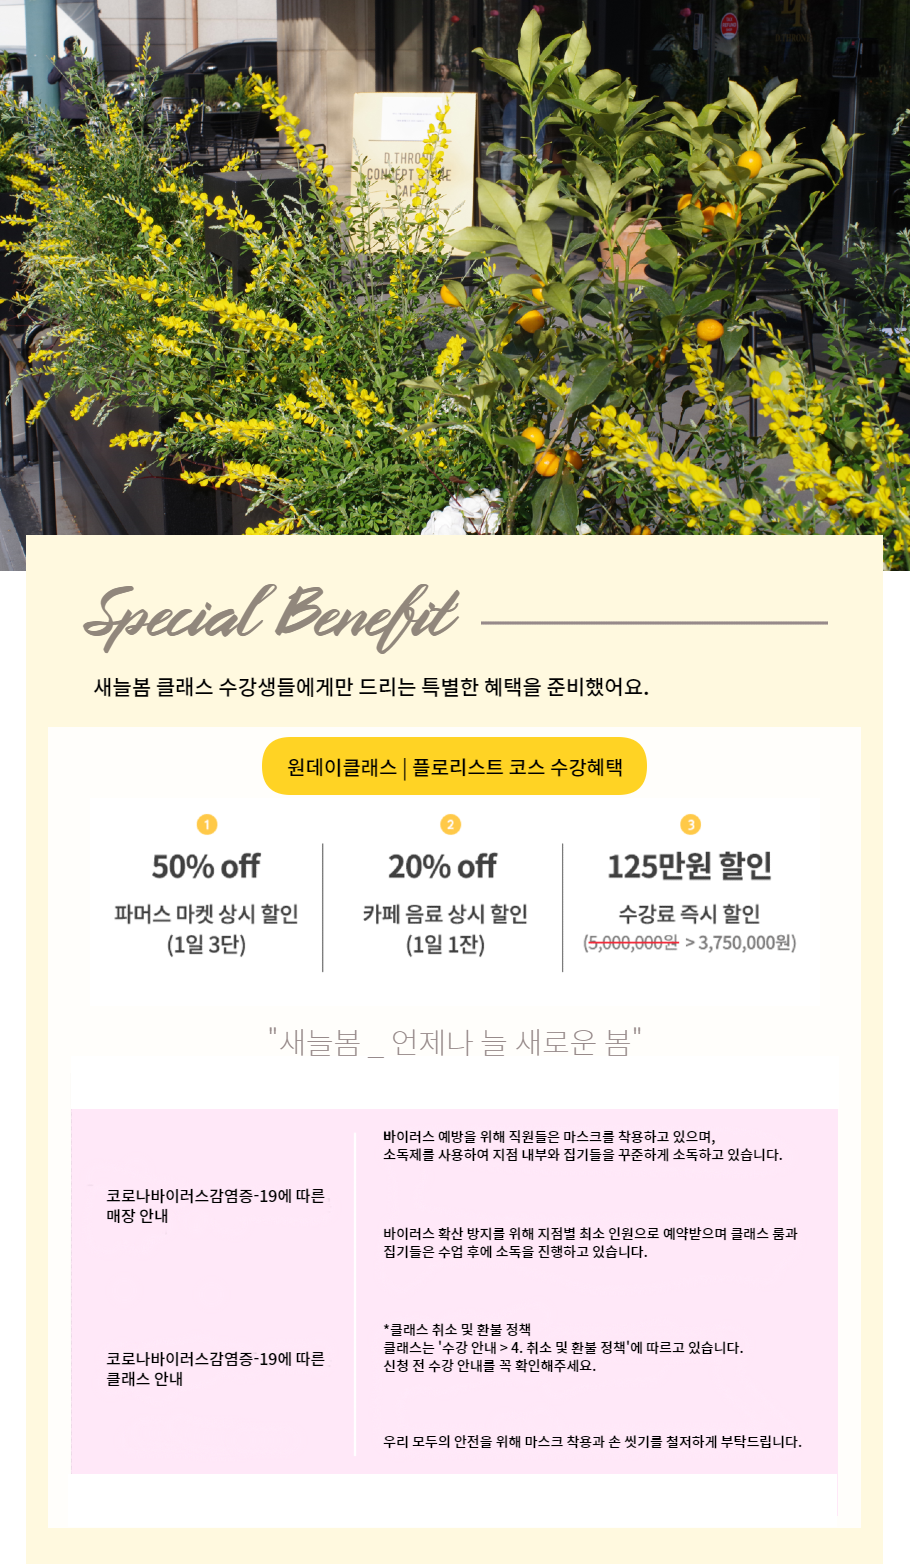 D.THROUGH
CONCEPT STORE
Special Benefit
새늘봄 클래스 수강생들에게만 드리는 특별한 혜택을 준비했어요.
원데이클래스 | 플로리스트 코스 수강혜택
1
50% off
파머스 마켓 상시 할인
(1일 3단)
2
20% off
카페 음료 상시 할인
(1일 1잔)
3
125만원 할인
수강료 즉시 할인
(5,000,000원 > 3,750,000원)
"새늘봄 _ 언제나 늘 새로운 봄"
코로나바이러스감염증-19에 따른
매장 안내
바이러스 예방을 위해 직원들은 마스크를 착용하고 있으며,
소독제를 사용하여 지점 내부와 집기들을 꾸준하게 소독하고 있습니다.
바이러스 확산 방지를 위해 지점별 최소 인원으로 예약받으며 클래스 룸과
집기들은 수업 후에 소독을 진행하고 있습니다.
코로나바이러스감염증-19에 따른
클래스 안내
*클래스 취소 및 환불 정책
클래스는 '수강 안내 > 4. 취소 및 환불 정책'에 따르고 있습니다.
신청 전 수강 안내를 꼭 확인해주세요.
우리 모두의 안전을 위해 마스크 착용과 손 씻기를 철저하게 부탁드립니다.